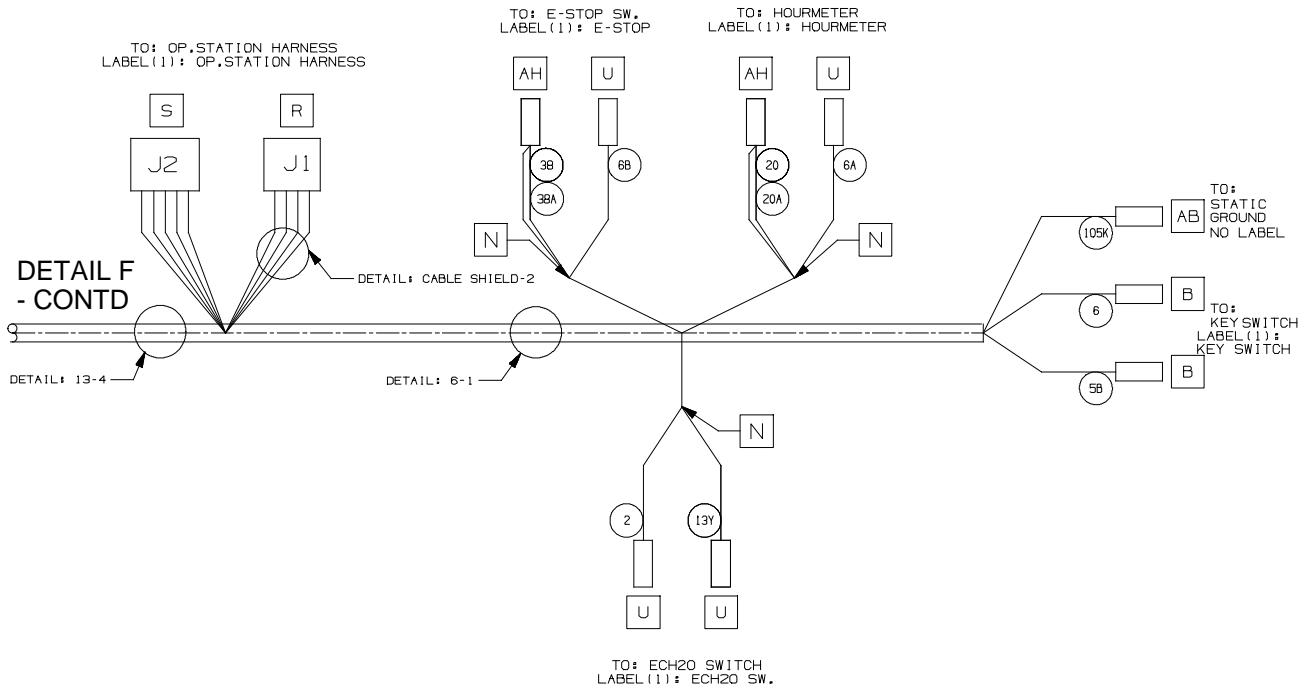 TO: E-STOP SW.
LABEL(1): E-STOP
TO: HOURMETER
LABEL(1): HOURMETER
TO: OP.STATION HARNESS
LABEL(1): OP.STATION HARNESS
AH
U
AH
U
S
R
J2
J1
38
38A
6B
20
20A
6A
TO:
STATIC
GROUND
NO LABEL
AB
105K
N
N
DETAIL F
- CONTD
DETAIL: CABLE SHIELD-2
B
6
TO:
KEYSWITCH
LABEL(1):
KEY SWITCH
B
5B
DETAIL: 13-4
DETAIL: 6-1
N
2
13Y
U
U
TO: ECH2O SWITCH
LABEL(1): ECH2O SW.